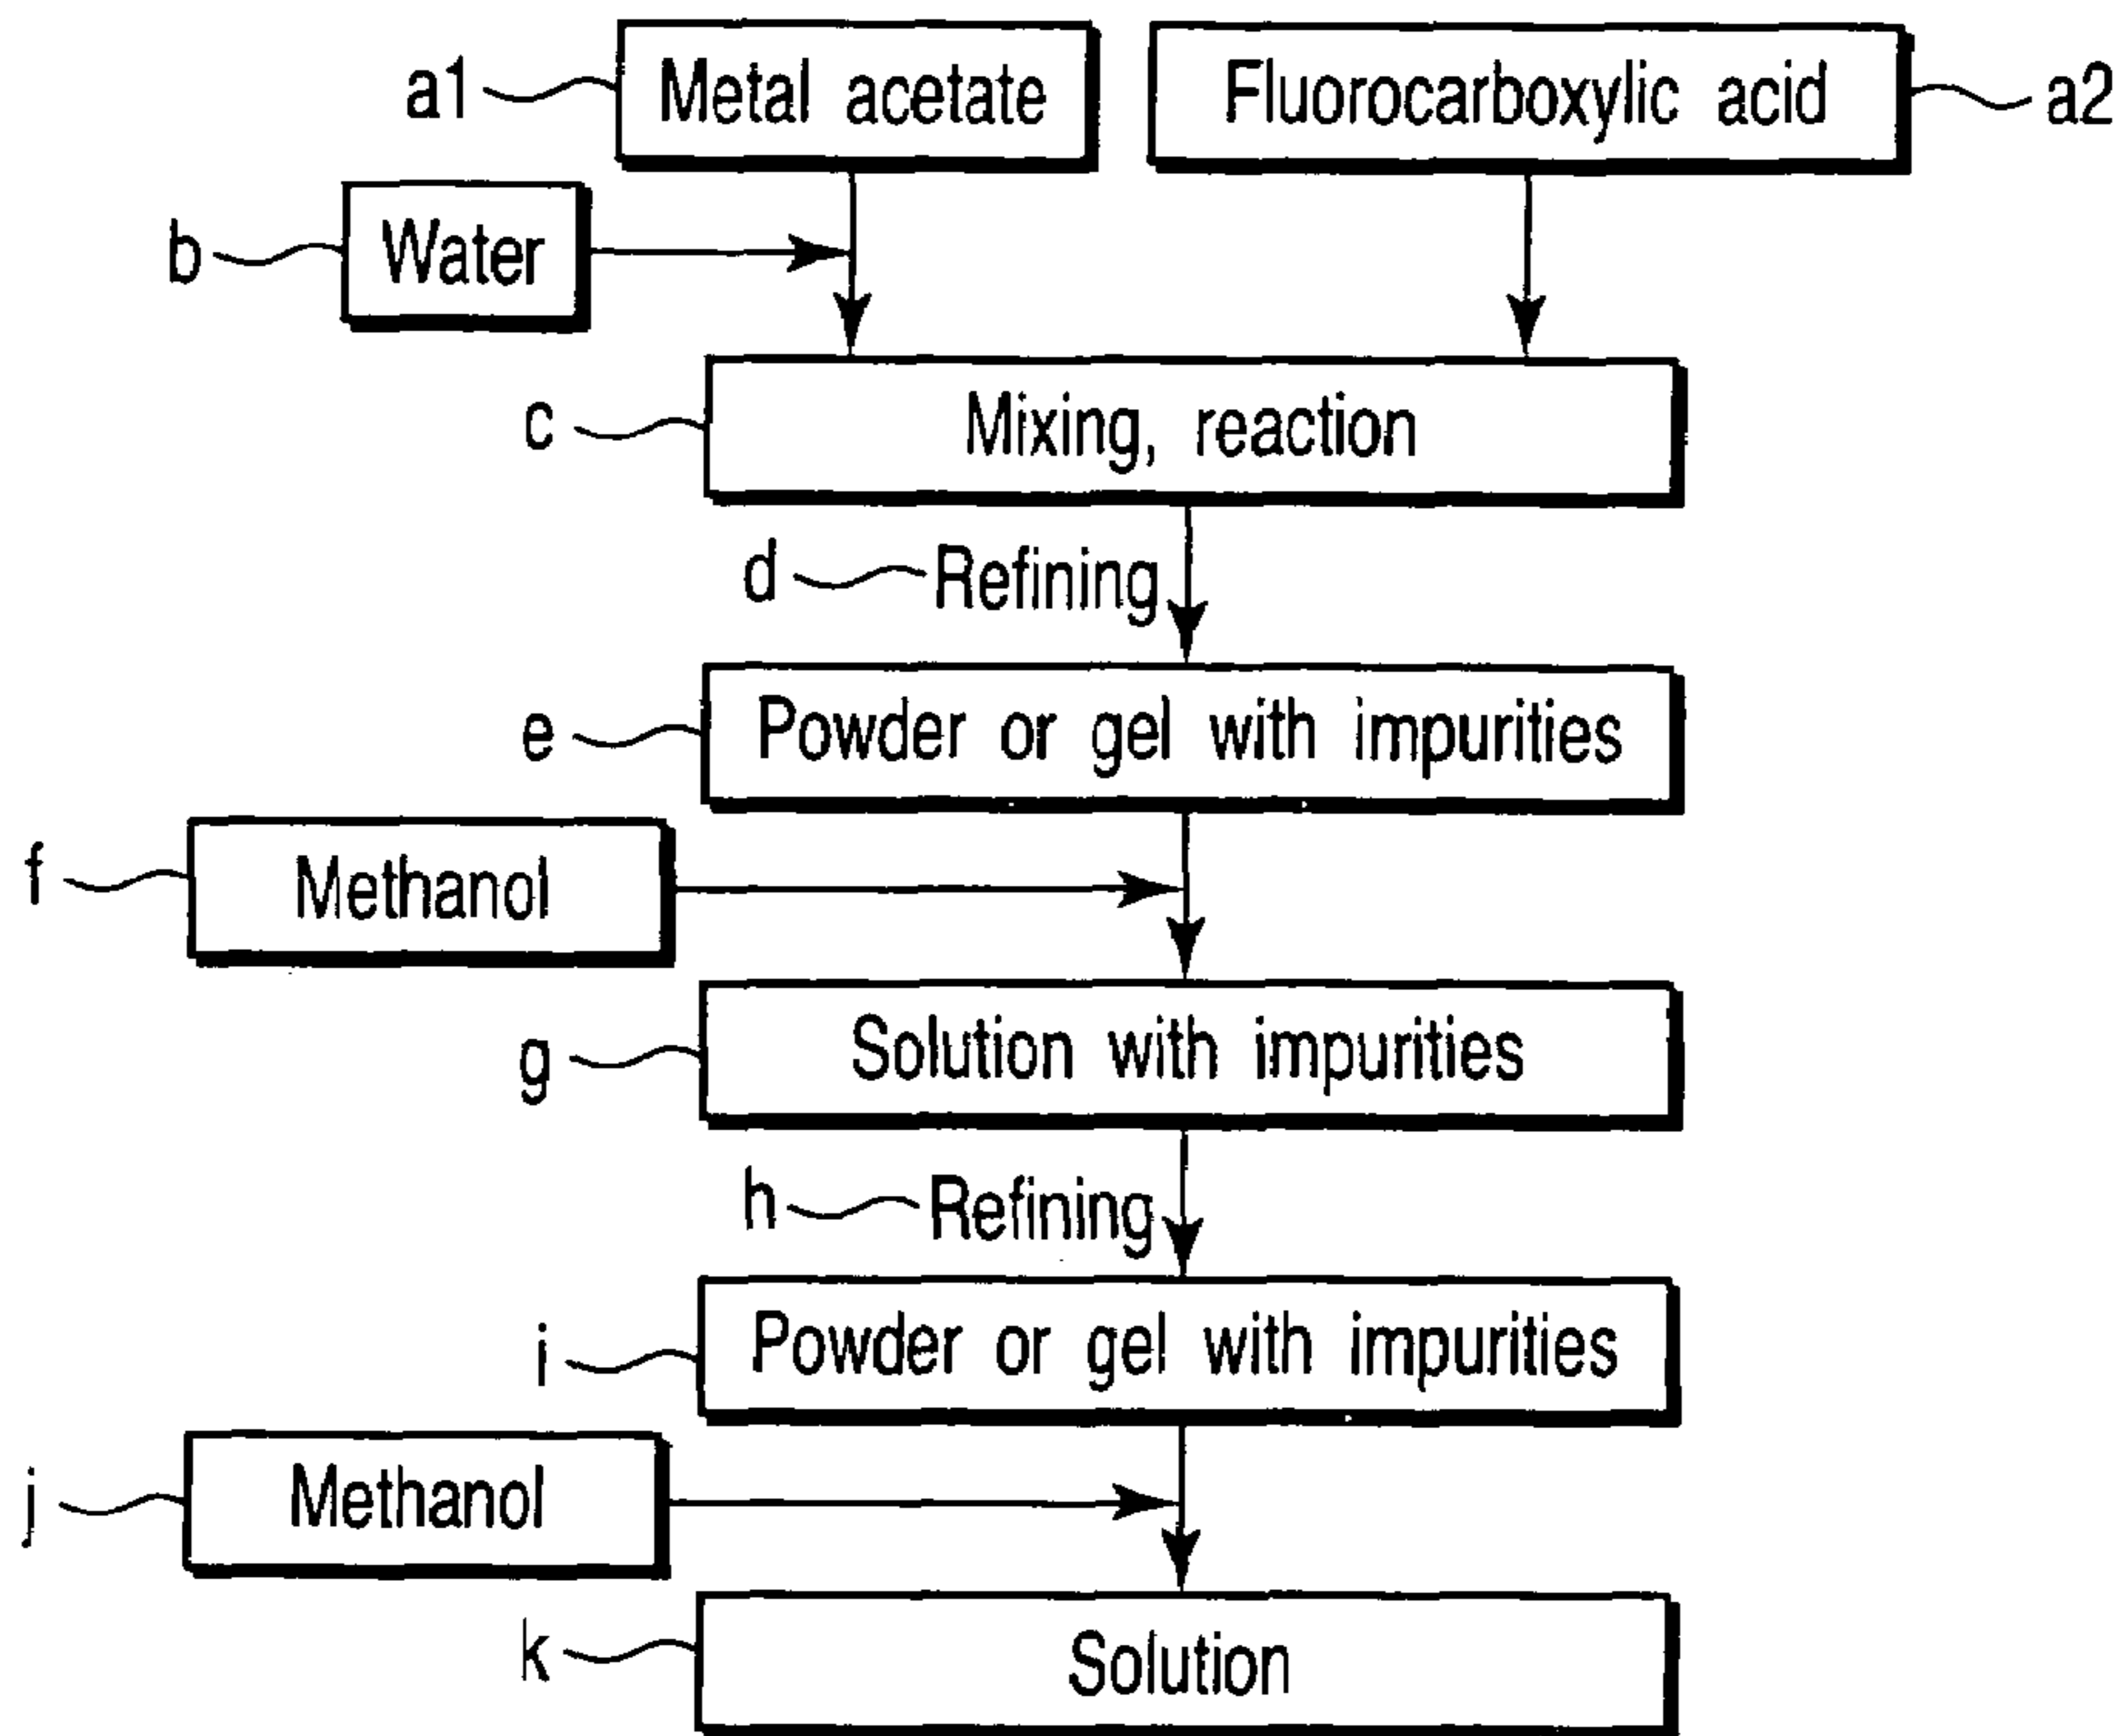 a1 Metal acetate Fluorocarboxylic acid a2
b Water
c Mixing, reaction
d Refining
e Powder or gel with impurities
f Methanol
g Solution with impurities
h Refining
i Powder or gel with impurities
j Methanol
k Solution